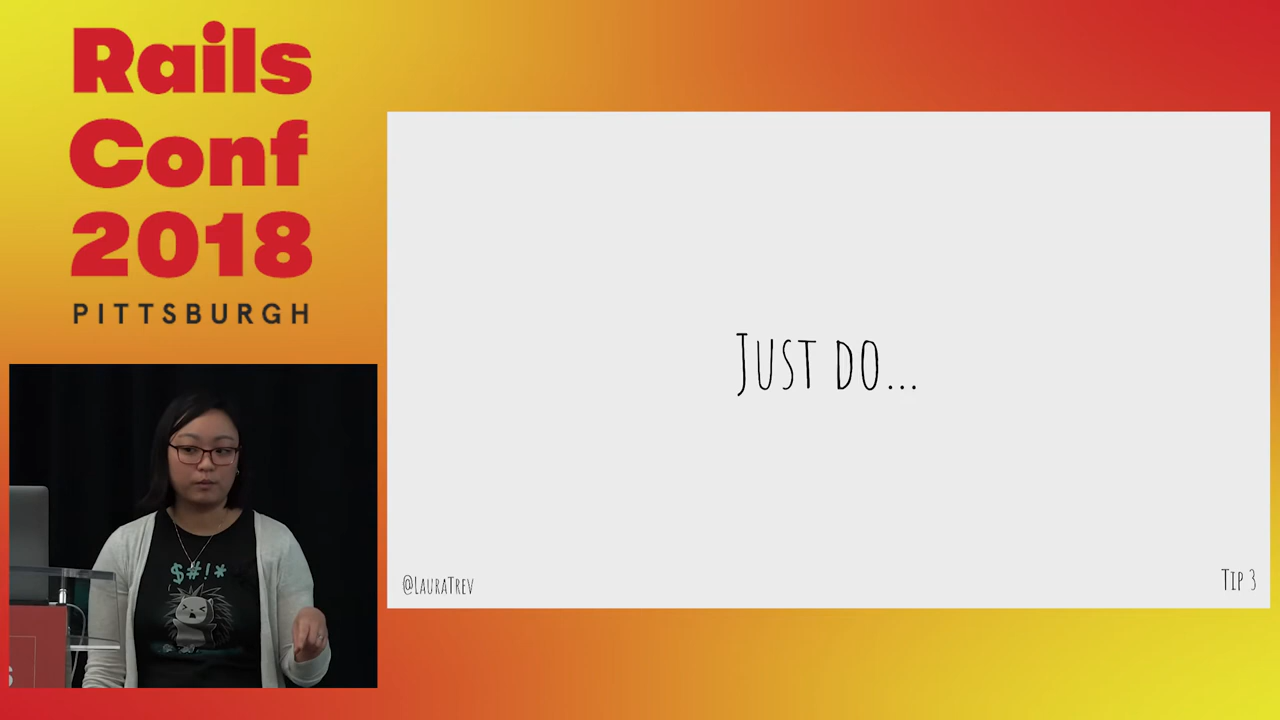 Rails
Conf
2018
PITTSBURGH
JUST DO...
@LAURATREV
TIP 3
$#!*
S